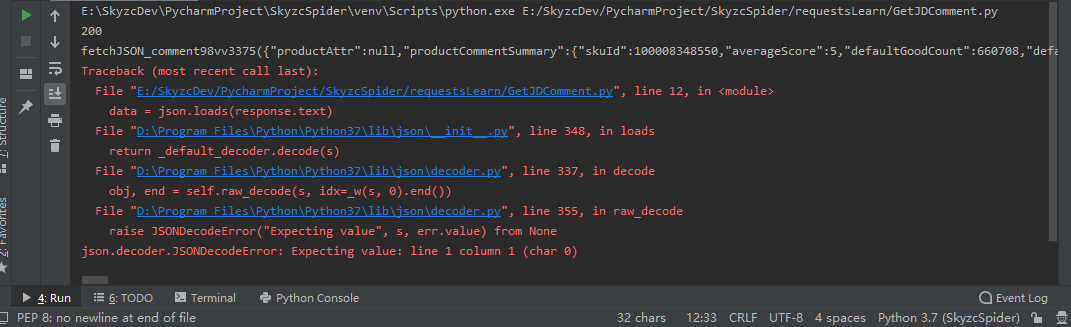 E:\SkyzcDev\PycharmProject\SkyzcSpider\venv\Scripts\python.exe E:/SkyzcDev/PycharmProject/SkyzcSpider/requestsLearn/GetJDComment.py
200
fetchJSON_comment98vv3375({"productAttr":null,"productCommentSummary":{"skuId":100008348550,"averageScore":5,"defaultGoodCount":660708,"defa
Traceback (most recent call last):
  File "E:/SkyzcDev/PycharmProject/SkyzcSpider/requestsLearn/GetJDComment.py", line 12, in <module>
    data = json.loads(response.text)
  File "D:\Program Files\Python\Python37\lib\json\__init__.py", line 348, in loads
    return _default_decoder.decode(s)
  File "D:\Program Files\Python\Python37\lib\json\decoder.py", line 337, in decode
    obj, end = self.raw_decode(s, idx=_w(s, 0).end())
  File "D:\Program Files\Python\Python37\lib\json\decoder.py", line 355, in raw_decode
    raise JSONDecodeError("Expecting value", s, err.value) from None
json.decoder.JSONDecodeError: Expecting value: line 1 column 1 (char 0)
7: Structure
2: Favorites
4: Run 6: TODO Terminal Python Console Event Log
PEP 8: no newline at end of file 32 chars 12:33 CRLF UTF-8 4 spaces Python 3.7 (SkyzcSpider)